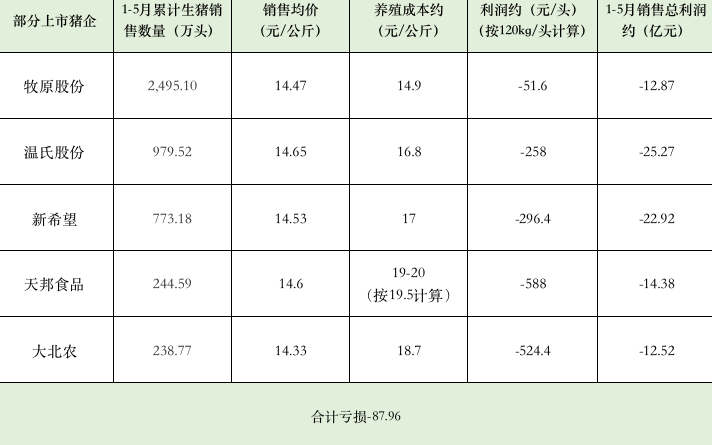 部分上市猪企 1-5月累计生猪销售数量（万头） 销售均价（元/公斤） 养殖成本约（元/公斤） 利润约（元/头）（按120kg/头计算） 1-5月销售总利润约（亿元）
牧原股份 2,495.10 14.47 14.9 -51.6 -12.87
温氏股份 979.52 14.65 16.8 -258 -25.27
新希望 773.18 14.53 17 -296.4 -22.92
天邦食品 244.59 14.6 19-20（按19.5计算） -588 -14.38
大北农 238.77 14.33 18.7 -524.4 -12.52
合计亏损-87.96